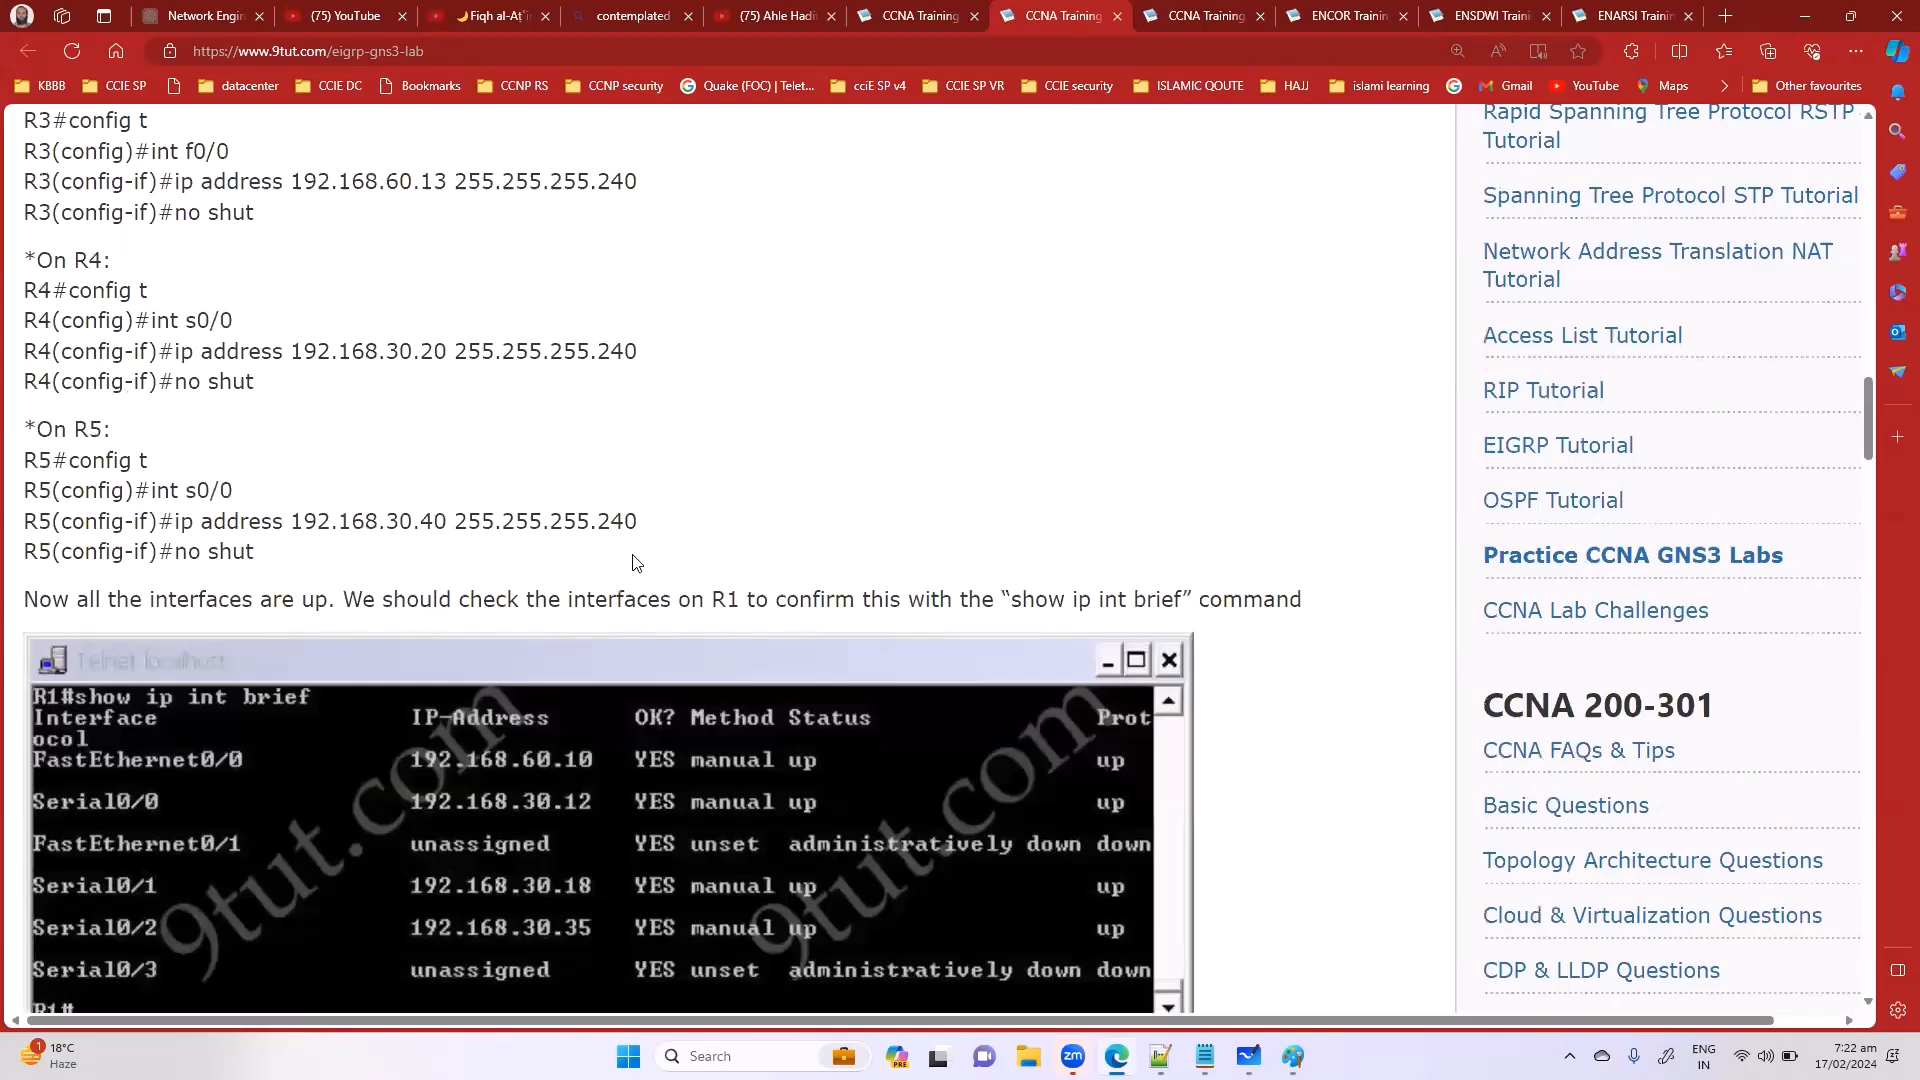 Network Engin
(75) YouTube
contemplated
(75) Ahle Hadi
CCNA Training
CCNA Training
CCNA Training
ENCOR Trainin
ENSDWI Traini
ENARSI Trainin
https://www.9tut.com/eigrp-gns3-lab
KBBB
CCIE SP
datacenter
CCIE DC
Bookmarks
CCNP RS
CCNP security
Quake (FOC) | Telet...
cciE SP v4
CCIE SP VR
CCIE security
ISLAMIC QOUTE
HAJJ
islami learning
Gmail
YouTube
Maps
Other favourites
R3#config t
R3(config)#int f0/0
R3(config-if)#ip address 192.168.60.13 255.255.255.240
R3(config-if)#no shut
*On R4:
R4#config t
R4(config)#int s0/0
R4(config-if)#ip address 192.168.30.20 255.255.255.240
R4(config-if)#no shut
*On R5:
R5#config t
R5(config)#int s0/0
R5(config-if)#ip address 192.168.30.40 255.255.255.240
R5(config-if)#no shut
Now all the interfaces are up. We should check the interfaces on R1 to confirm this with the “show ip int brief” command
Telnet localhost
R1#show ip int brief
Interface IP-Address OK? Method Status Prot
ocol
FastEthernet0/0 192.168.60.10 YES manual up up
Serial0/0 192.168.30.12 YES manual up up
FastEthernet0/1 unassigned YES unset administratively down down
Serial0/1 192.168.30.18 YES manual up up
Serial0/2 192.168.30.35 YES manual up up
Serial0/3 unassigned YES unset administratively down down
R1#
9tut.com
9tut.com
Rapid Spanning Tree Protocol RSTP
Tutorial
Spanning Tree Protocol STP Tutorial
Network Address Translation NAT
Tutorial
Access List Tutorial
RIP Tutorial
EIGRP Tutorial
OSPF Tutorial
Practice CCNA GNS3 Labs
CCNA Lab Challenges
CCNA 200-301
CCNA FAQs & Tips
Basic Questions
Topology Architecture Questions
Cloud & Virtualization Questions
CDP & LLDP Questions
1
18°C
Haze
Search
PRE
zm
ENG
IN
7:22 am
17/02/2024